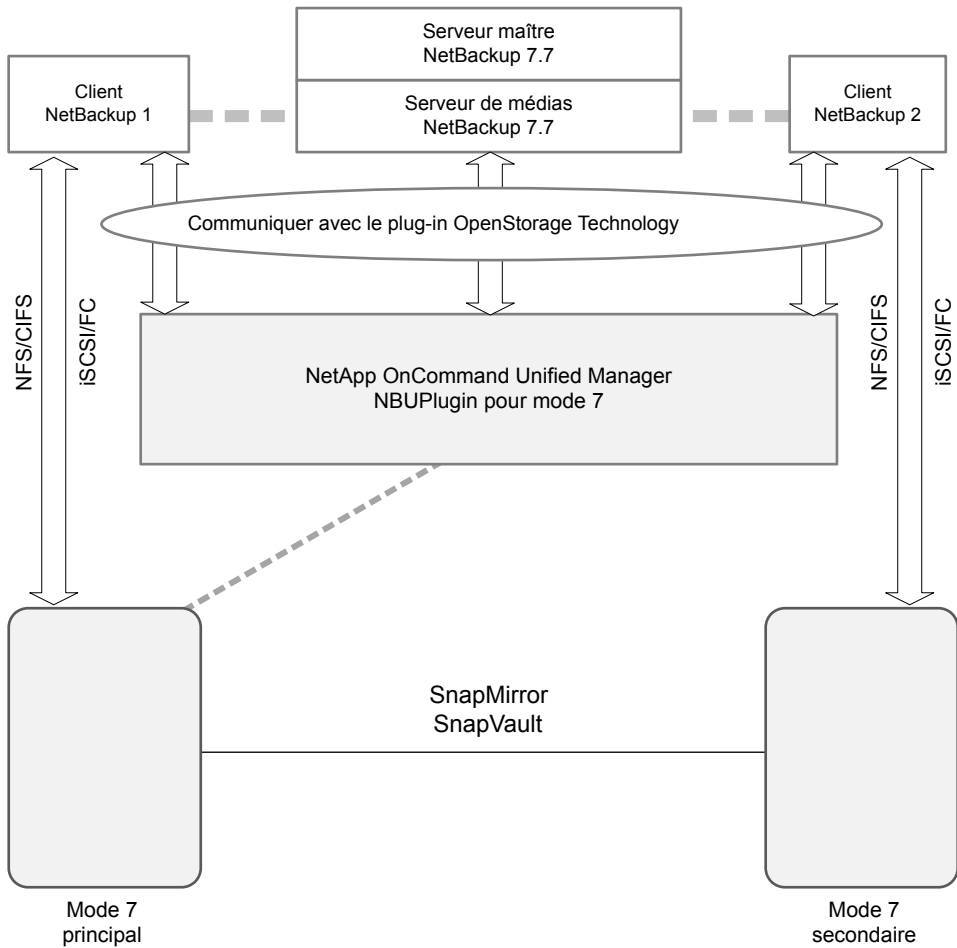 Serveur maître
NetBackup 7.7
Client
NetBackup 1
Serveur de médias
NetBackup 7.7
Client
NetBackup 2
Communiquer avec le plug-in OpenStorage Technology
NFS/CIFS
iSCSI/FC
NetApp OnCommand Unified Manager
NBUPlugin pour mode 7
NFS/CIFS
iSCSI/FC
SnapMirror
SnapVault
Mode 7
principal
Mode 7
secondaire